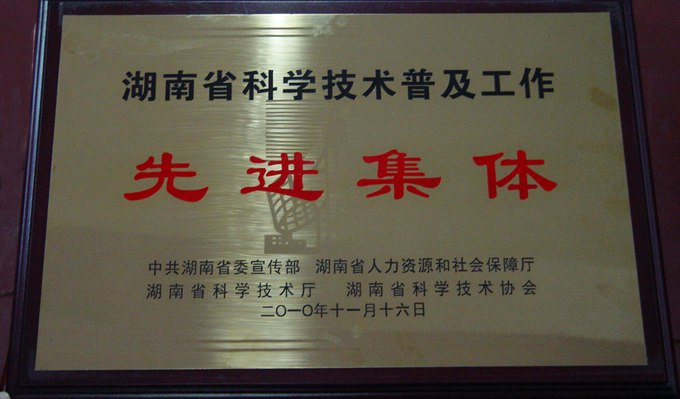 湖南省科学技术普及工作
先进集体
中共湖南省委宣传部 湖南省人力资源和社会保障厅
湖南省科学技术厅 湖南省科学技术协会
二〇一〇年十一月十六日